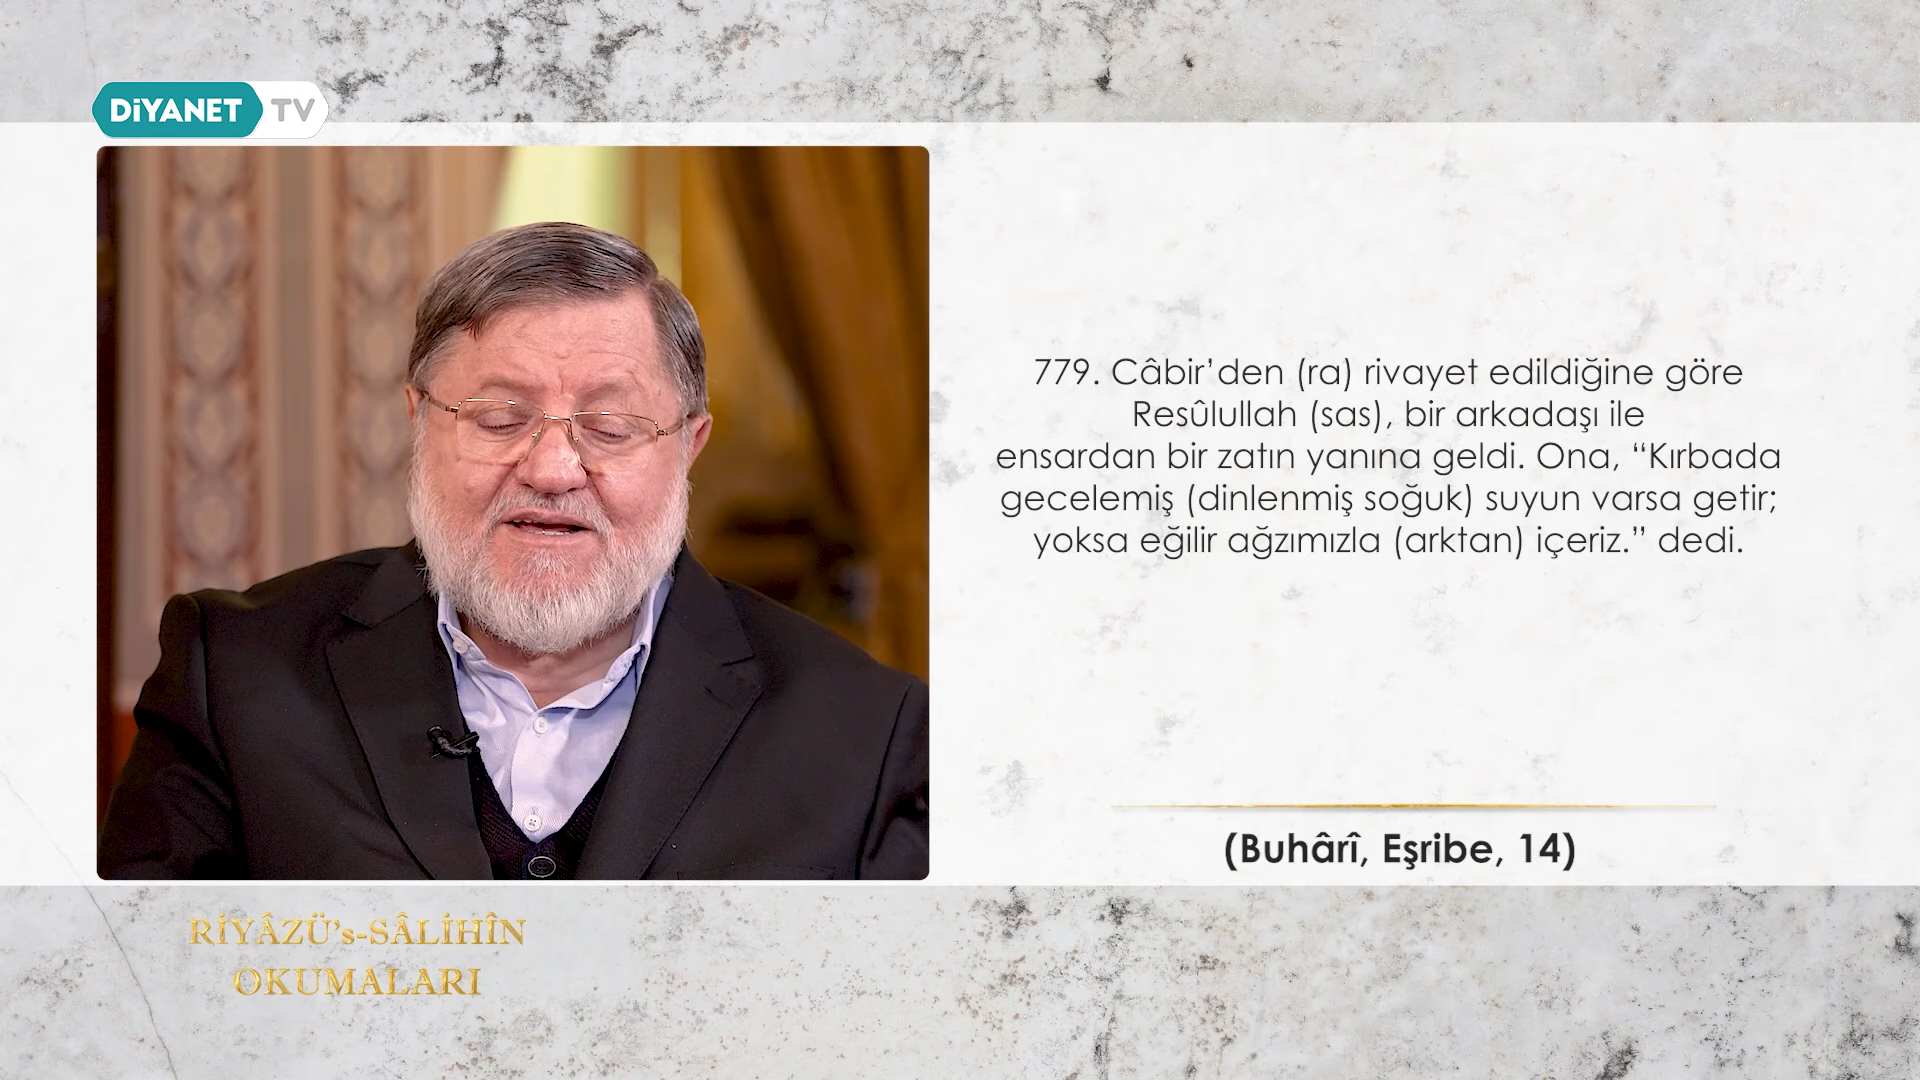 DİYANET TV
779. Câbir’den (ra) rivayet edildiğine göre
Resûlullah (sas), bir arkadaşı ile
ensardan bir zatın yanına geldi. Ona, “Kırbada
gecelemiş (dinlenmiş soğuk) suyun varsa getir;
yoksa eğilir ağzımızla (arktan) içeriz.” dedi.
(Buhârî, Eşribe, 14)
RİYÂZÜ’s-SÂLİHÎN
OKUMALARI